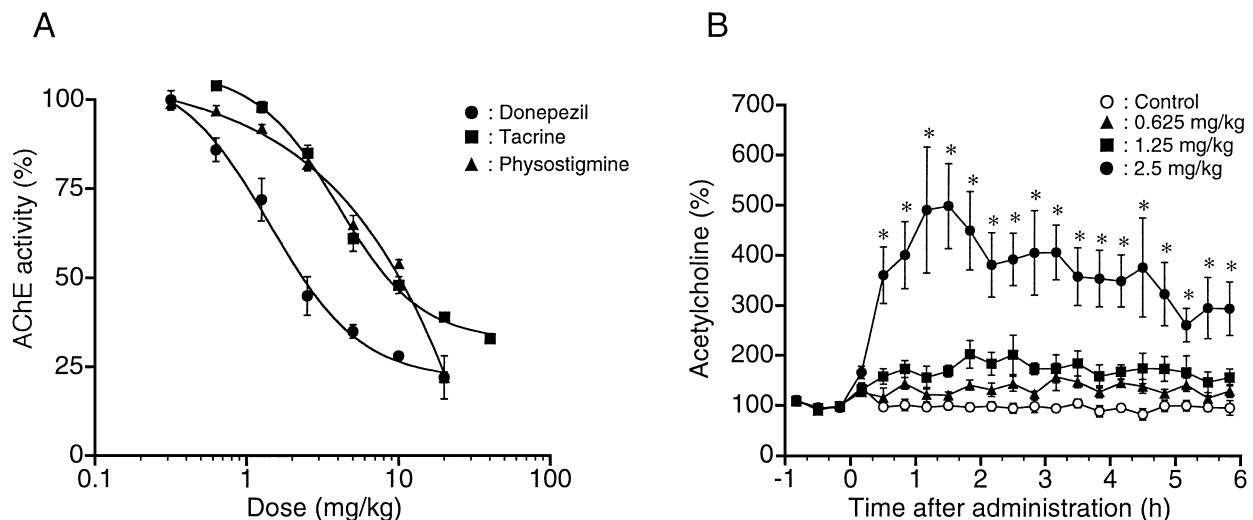 A
100
75
50
25
0
AChE activity (%)
0.1
1
10
100
Dose (mg/kg)
: Donepezil
: Tacrine
: Physostigmine
B
700
600
500
400
300
200
100
0
Acetylcholine (%)
-1
0
1
2
3
4
5
6
Time after administration (h)
: Control
: 0.625 mg/kg
: 1.25 mg/kg
: 2.5 mg/kg
* * * * * * * * * * * * * * * * *